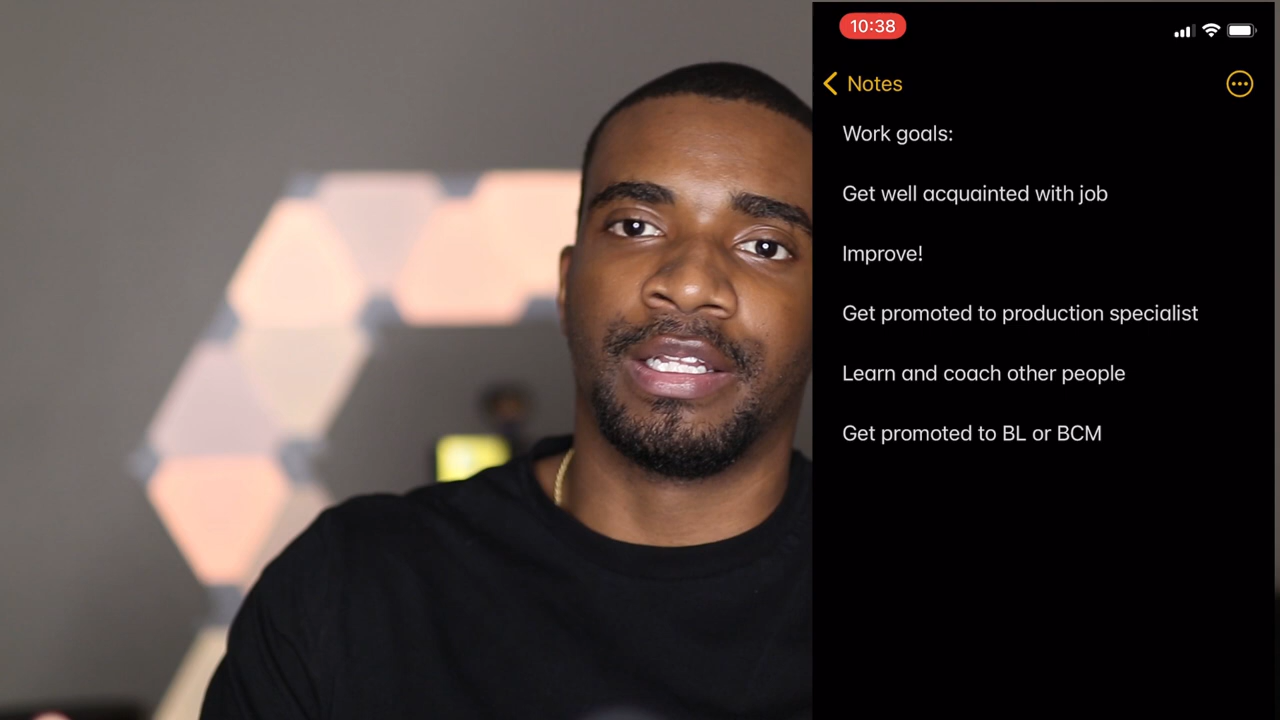 10:38
Notes
Work goals:
Get well acquainted with job
Improve!
Get promoted to production specialist
Learn and coach other people
Get promoted to BL or BCM